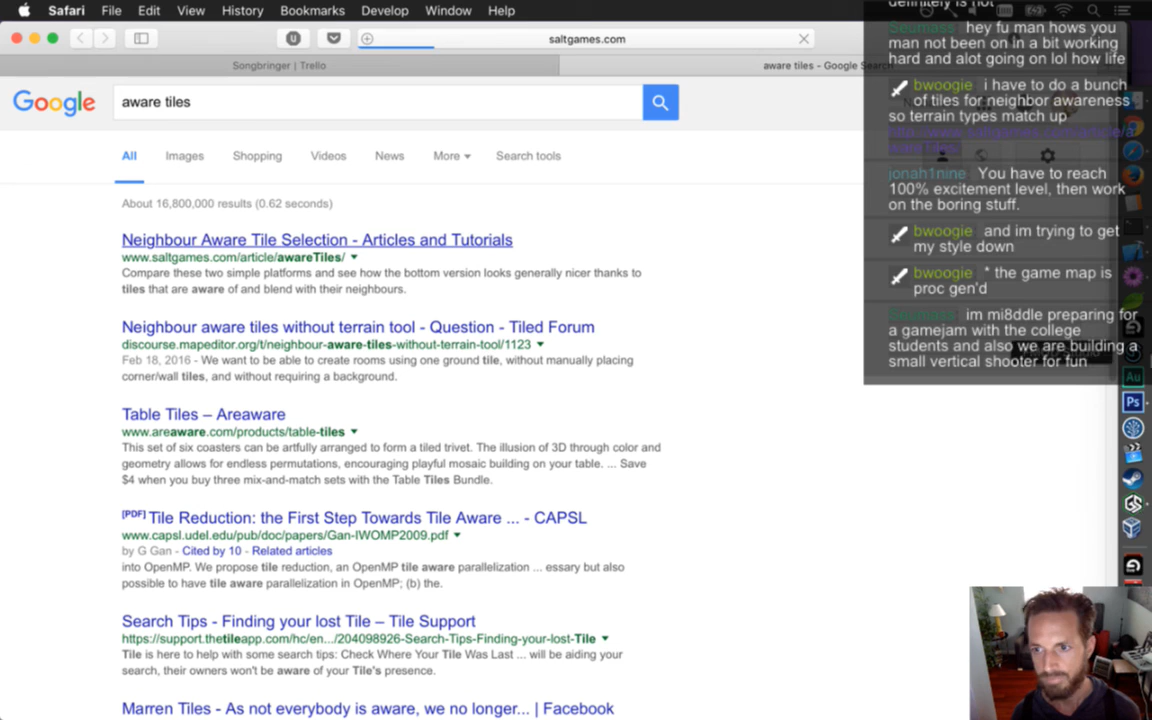 Safari File Edit View History Bookmarks Develop Window Help
saltgames.com
Songbringer | Trello
aware tiles - Google Search
Google
aware tiles
All Images Shopping Videos News More Search tools
About 16,800,000 results (0.62 seconds)
Neighbour Aware Tile Selection - Articles and Tutorials
www.saltgames.com/article/awareTiles/
Compare these two simple platforms and see how the bottom version looks generally nicer thanks to
tiles that are aware of and blend with their neighbours.
Neighbour aware tiles without terrain tool - Question - Tiled Forum
discourse.mapeditor.org/t/neighbour-aware-tiles-without-terrain-tool/1123
Feb 18, 2016 - We want to be able to create rooms using one ground tile, without manually placing
corner/wall tiles, and without requiring a background.
Table Tiles – Areaware
www.areaware.com/products/table-tiles
This set of six coasters can be artfully arranged to form a tiled trivet. The illusion of 3D through color and
geometry allows for endless permutations, encouraging playful mosaic building on your table. ... Save
$4 when you buy three mix-and-match sets with the Table Tiles Bundle.
[PDF] Tile Reduction: the First Step Towards Tile Aware ... - CAPSL
www.capsl.udel.edu/pub/doc/papers/Gan-IWOMP2009.pdf
by G Gan - Cited by 10 - Related articles
into OpenMP. We propose tile reduction, an OpenMP tile aware parallelization ... essary but also
possible to have tile aware parallelization in OpenMP; (b) the.
Search Tips - Finding your lost Tile – Tile Support
https://support.thetileapp.com/hc/en.../204098926-Search-Tips-Finding-your-lost-Tile
Tile is here to help with some search tips: Check Where Your Tile Was Last ... will be aiding your
search, their owners won't be aware of your Tile's presence.
Marren Tiles - As not everybody is aware, we no longer... | Facebook
definitely is not
Seumass hey fu man hows you
man not been on in a bit working
hard and alot going on lol how life
bwoogie i have to do a bunch
of tiles for neighbor awareness
so terrain types match up
http://www.saltgames.com/article/a
wareTiles/
jonah1nine You have to reach
100% excitement level, then work
on the boring stuff.
bwoogie and im trying to get
my style down
bwoogie * the game map is
proc gen'd
Seumass im mi8ddle preparing for
a gamejam with the college
students and also we are building a
small vertical shooter for fun
Au
Ps